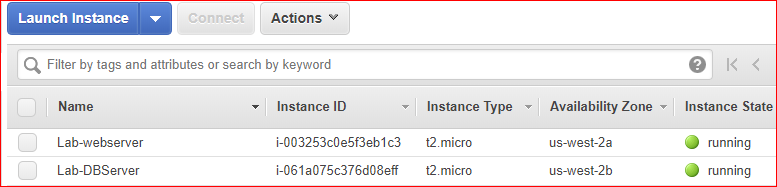 Launch Instance Connect Actions
Filter by tags and attributes or search by keyword ?
Name Instance ID Instance Type Availability Zone Instance State
Lab-webserver i-003253c0e5f3eb1c3 t2.micro us-west-2a running
Lab-DBServer i-061a075c376d08eff t2.micro us-west-2b running